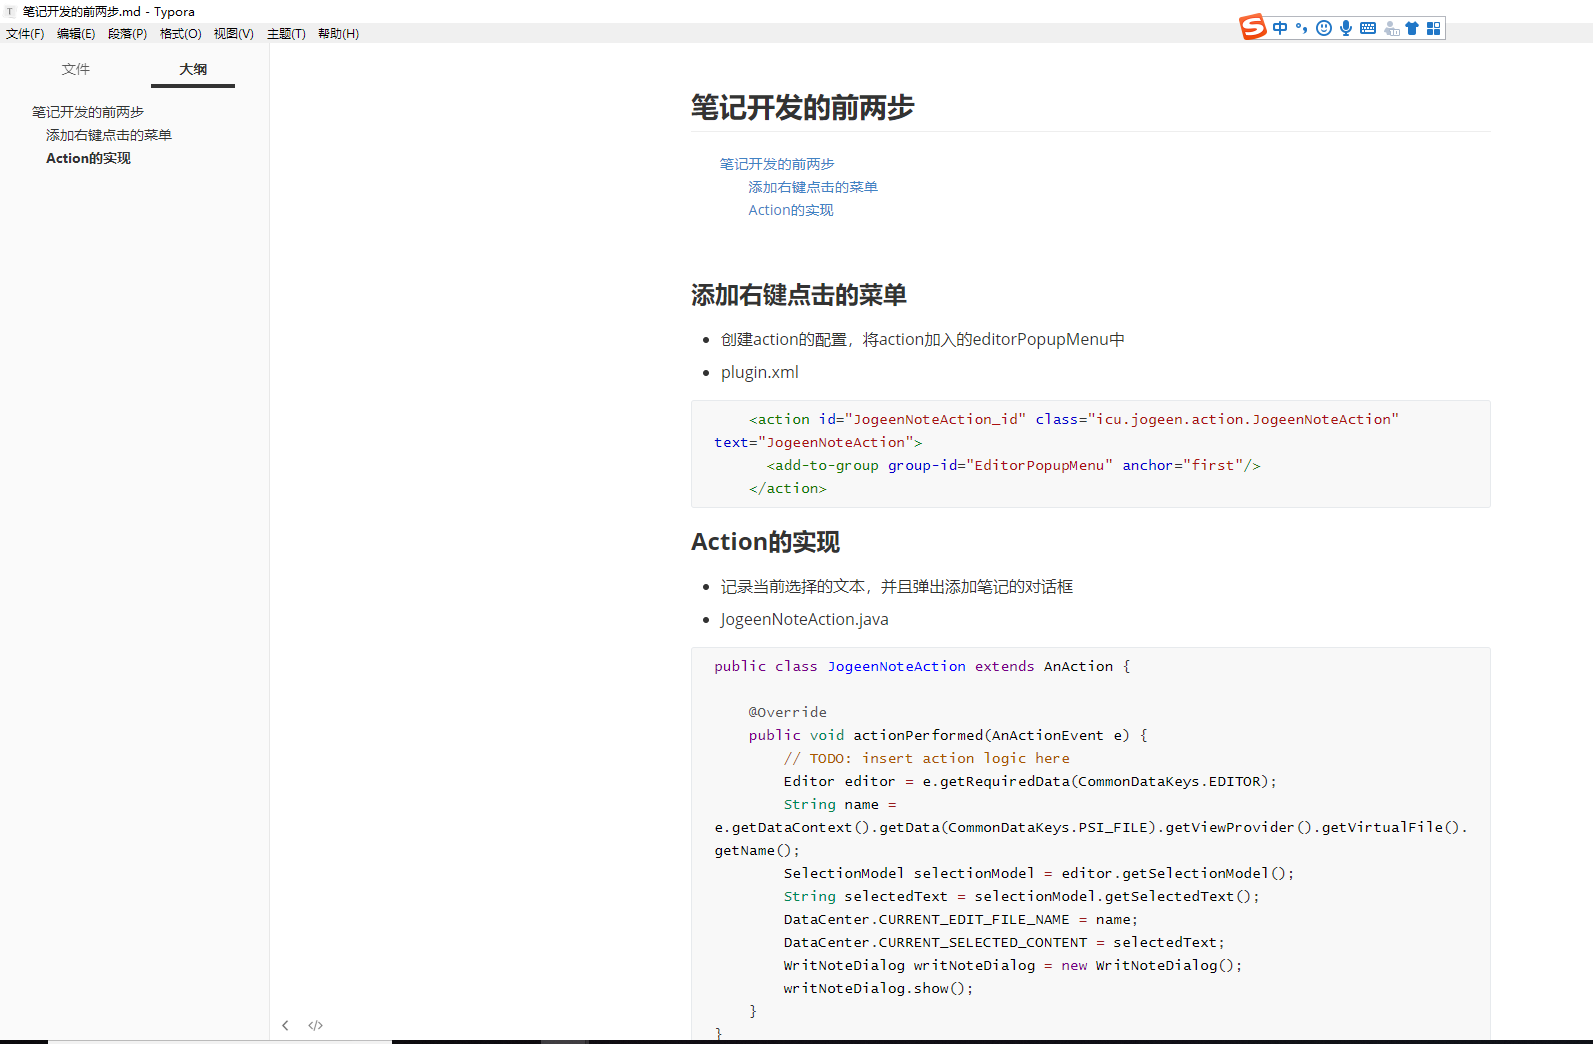 笔记开发的前两步.md - Typora
文件(F) 编辑(E) 段落(P) 格式(O) 视图(V) 主题(T) 帮助(H)
中
文件 大纲
笔记开发的前两步
添加右键点击的菜单
Action的实现
笔记开发的前两步
笔记开发的前两步
添加右键点击的菜单
Action的实现
添加右键点击的菜单
创建action的配置，将action加入的editorPopupMenu中
plugin.xml
<action id="JogeenNoteAction_id" class="icu.jogeen.action.JogeenNoteAction"
text="JogeenNoteAction">
<add-to-group group-id="EditorPopupMenu" anchor="first"/>
</action>
Action的实现
记录当前选择的文本，并且弹出添加笔记的对话框
JogeenNoteAction.java
public class JogeenNoteAction extends AnAction {
@Override
public void actionPerformed(AnActionEvent e) {
// TODO: insert action logic here
Editor editor = e.getRequiredData(CommonDataKeys.EDITOR);
String name =
e.getDataContext().getData(CommonDataKeys.PSI_FILE).getViewProvider().getVirtualFile().
getName();
SelectionModel selectionModel = editor.getSelectionModel();
String selectedText = selectionModel.getSelectedText();
DataCenter.CURRENT_EDIT_FILE_NAME = name;
DataCenter.CURRENT_SELECTED_CONTENT = selectedText;
WritNoteDialog writNoteDialog = new WritNoteDialog();
writNoteDialog.show();
}
}